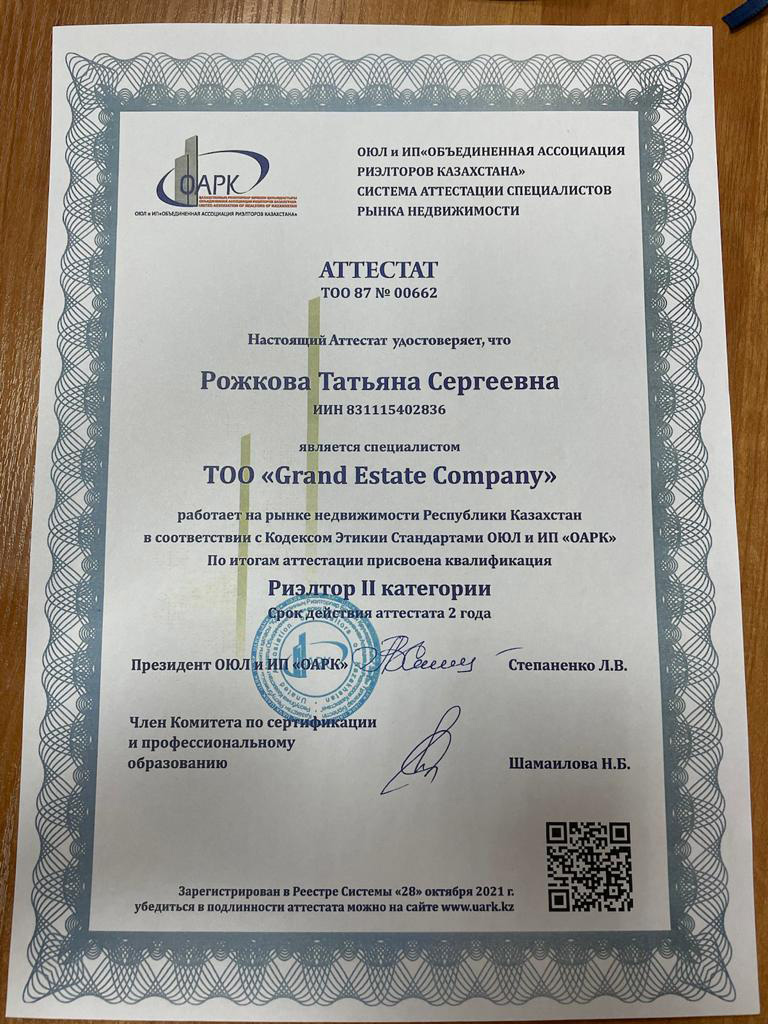 ОАРК
ОЮЛ и ИП«ОБЪЕДИНЕННАЯ АССОЦИАЦИЯ РИЭЛТОРОВ КАЗАХСТАНА»
ОЮЛ и ИП«ОБЪЕДИНЕННАЯ АССОЦИАЦИЯ
РИЭЛТОРОВ КАЗАХСТАНА»
СИСТЕМА АТТЕСТАЦИИ СПЕЦИАЛИСТОВ
РЫНКА НЕДВИЖИМОСТИ
АТТЕСТАТ
ТОО 87 № 00662
Настоящий Аттестат удостоверяет, что
Рожкова Татьяна Сергеевна
ИИН 831115402836
является специалистом
ТОО «Grand Estate Company»
работает на рынке недвижимости Республики Казахстан
в соответствии с Кодексом Этикии Стандартами ОЮЛ и ИП «ОАРК»
По итогам аттестации присвоена квалификация
Риэлтор II категории
Срок действия аттестата 2 года
Президент ОЮЛ и ИП «ОАРК»
Степаненко Л.В.
Член Комитета по сертификации
и профессиональному
образованию
Шамаилова Н.Б.
Зарегистрирован в Реестре Системы «28» октября 2021 г.
убедиться в подлинности аттестата можно на сайте www.uark.kz